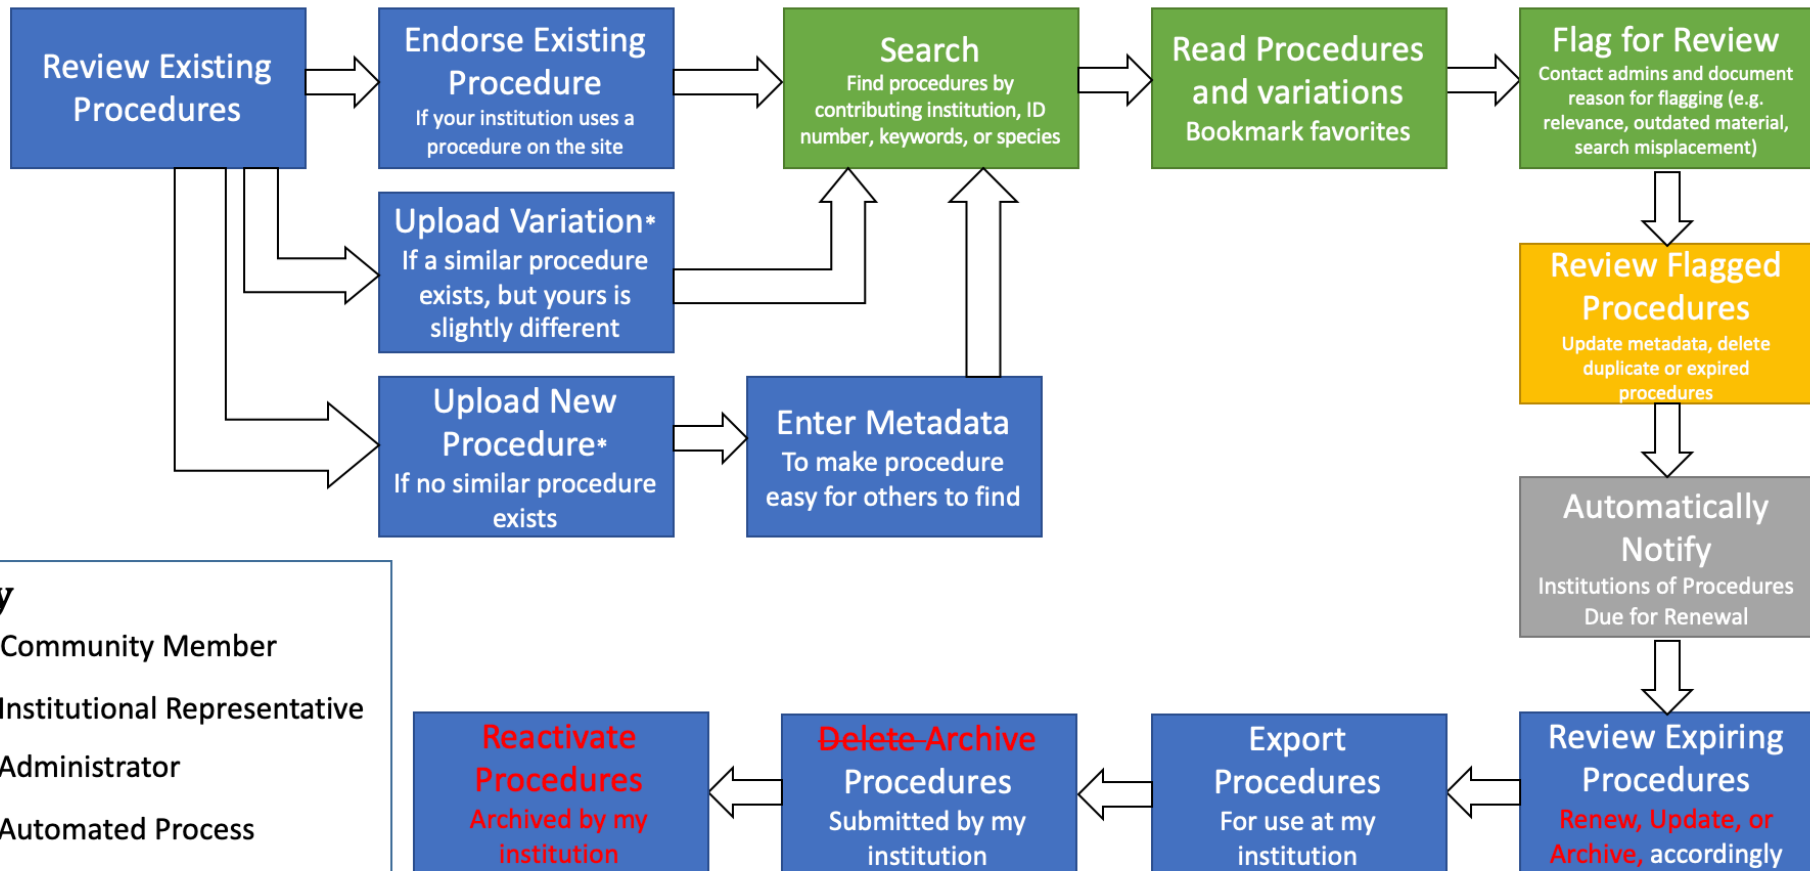 Review Existing
Procedures
Endorse Existing
Procedure
If your institution uses a
procedure on the site
Search
Find procedures by
contributing institution, ID
number, keywords, or species
Read Procedures
and variations
Bookmark favorites
Flag for Review
Contact admins and document
reason for flagging (e.g.
relevance, outdated material,
search misplacement)
Upload Variation*
If a similar procedure
exists, but yours is
slightly different
Review Flagged
Procedures
Update metadata, delete
duplicate or expired
procedures
Upload New
Procedure*
If no similar procedure
exists
Enter Metadata
To make procedure
easy for others to find
Automatically
Notify
Institutions of Procedures
Due for Renewal
y
Community Member
Institutional Representative
Administrator
Automated Process
Reactivate
Procedures
Archived by my
institution
Delete Archive
Procedures
Submitted by my
institution
Export
Procedures
For use at my
institution
Review Expiring
Procedures
Renew, Update, or
Archive, accordingly